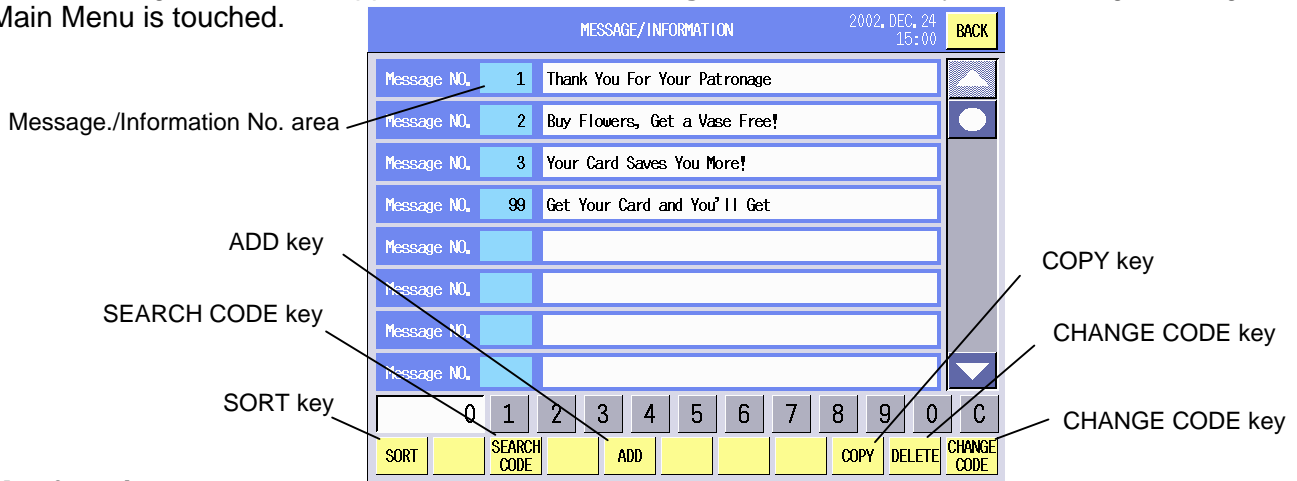 Main Menu is touched.
MESSAGE/INFORMATION
2002. DEC. 24
15:00
BACK
Message NO. 1 Thank You For Your Patronage
Message./Information No. area
Message NO. 2 Buy Flowers, Get a Vase Free!
Message NO. 3 Your Card Saves You More!
Message NO. 99 Get Your Card and You'll Get
ADD key
Message NO.
COPY key
Message NO.
SEARCH CODE key
Message NO.
CHANGE CODE key
Message NO.
SORT key
0 1 2 3 4 5 6 7 8 9 0 C
CHANGE CODE key
SORT SEARCH CODE ADD COPY DELETE CHANGE CODE